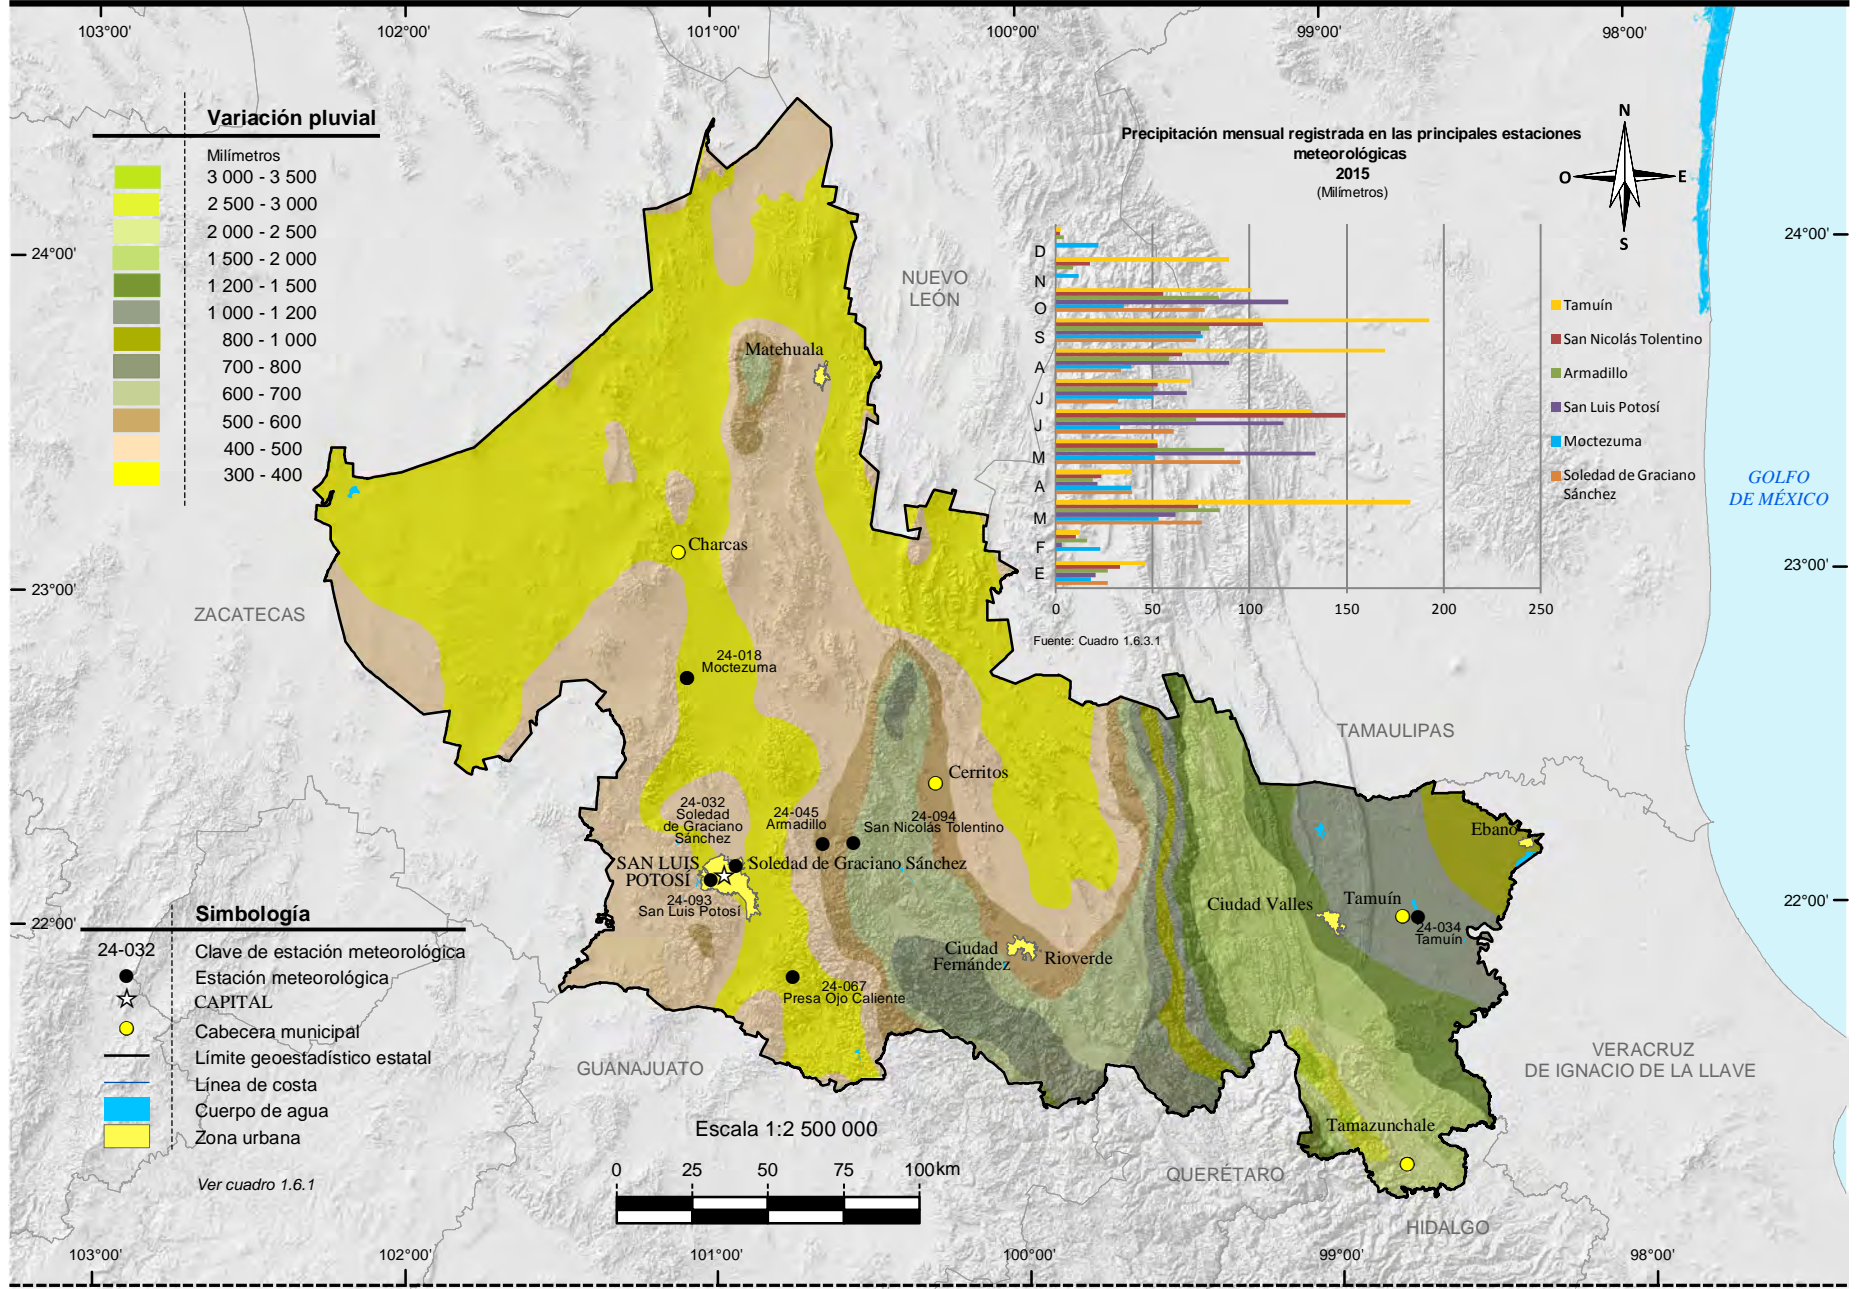 103°00'
102°00'
101°00'
100°00'
99°00'
98°00'
Variación pluvial
Milímetros
3 000 - 3 500
2 500 - 3 000
2 000 - 2 500
1 500 - 2 000
1 200 - 1 500
1 000 - 1 200
800 - 1 000
700 - 800
600 - 700
500 - 600
400 - 500
300 - 400
Precipitación mensual registrada en las principales estaciones
meteorológicas
2015
(Milímetros)
N
O
E
S
D
N
O
S
A
J
J
M
A
M
F
E
0
50
100
150
200
250
Fuente: Cuadro 1.6.3.1
Tamuín
San Nicolás Tolentino
Armadillo
San Luis Potosí
Moctezuma
Soledad de Graciano
Sánchez
24°00'
23°00'
22°00'
24°00'
23°00'
22°00'
NUEVO
LEÓN
GOLFO
DE MÉXICO
ZACATECAS
TAMAULIPAS
GUANAJUATO
QUERÉTARO
HIDALGO
VERACRUZ
DE IGNACIO DE LA LLAVE
Matehuala
Charcas
24-018
Moctezuma
Cerritos
24-032
Soledad
de Graciano
Sánchez
24-045
Armadillo
24-094
San Nicolás Tolentino
SAN LUIS
POTOSÍ
Soledad de Graciano Sánchez
24-093
San Luis Potosí
24-067
Presa Ojo Caliente
Ciudad
Fernández
Rioverde
Ciudad Valles
Tamuín
24-034
Tamuín
Ebano
Tamazunchale
Simbología
24-032
Clave de estación meteorológica
Estación meteorológica
CAPITAL
Cabecera municipal
Límite geoestadístico estatal
Línea de costa
Cuerpo de agua
Zona urbana
Ver cuadro 1.6.1
Escala 1:2 500 000
0
25
50
75
100 km
103°00'
102°00'
101°00'
100°00'
99°00'
98°00'